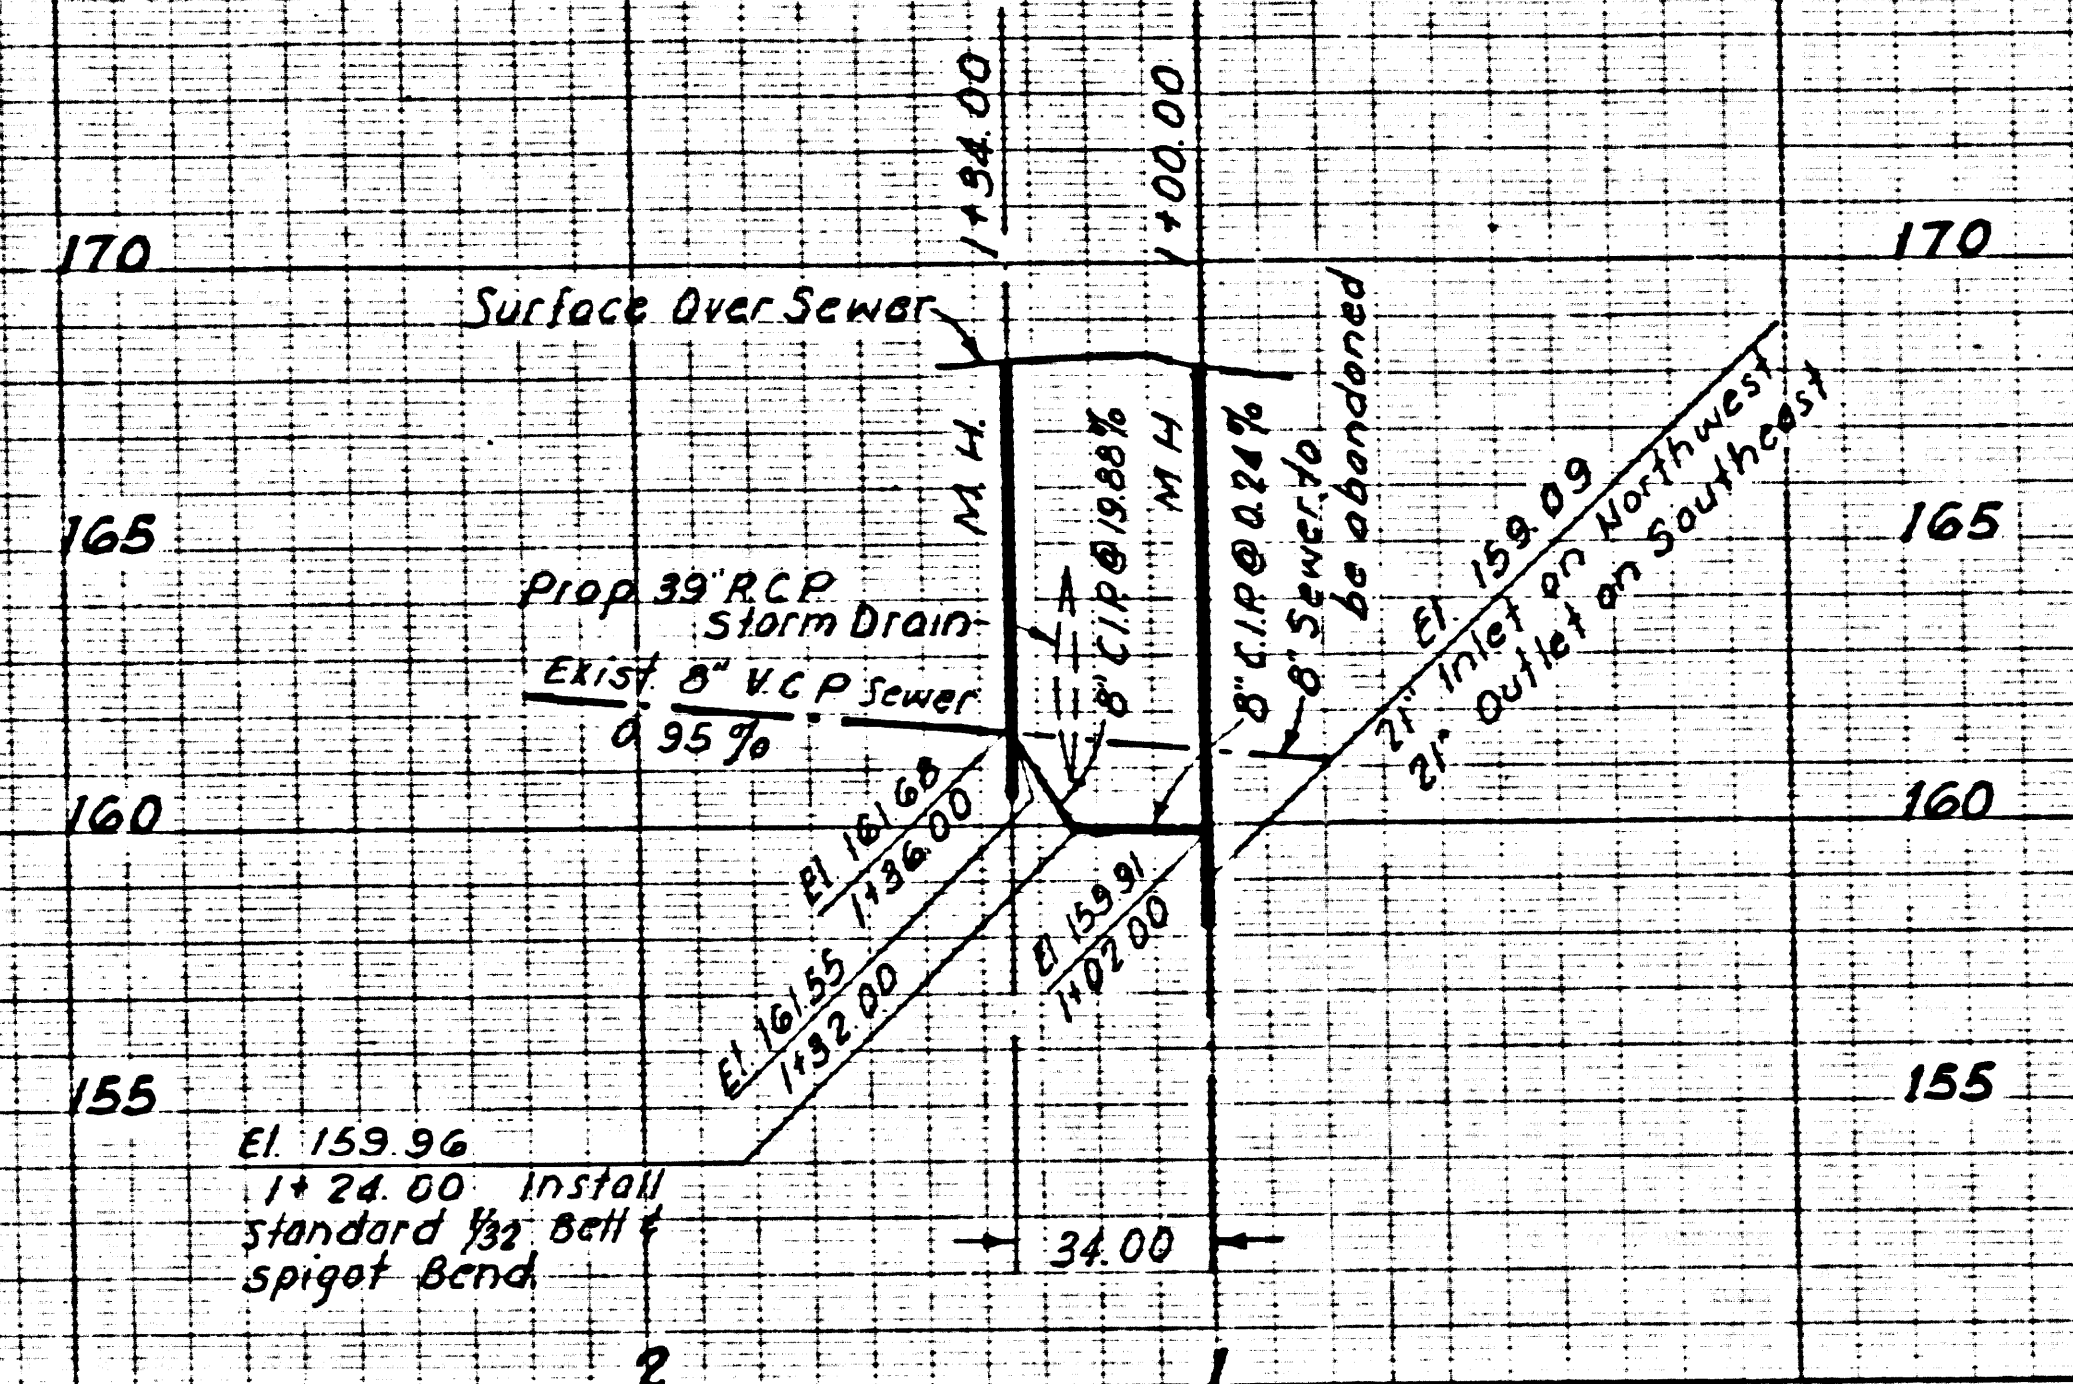 1+34.00
1+00.00
170
170
Surface Over Sewer
M. H.
8" C.I.P. @ 19.88%
M H
8" C.I.P. @ 0.24%
8" Sewer to
be abandoned
El. 159.09
21" Inlet on Northwest
21" Outlet on Southeast
165
165
Prop 39" R.C.P
Storm Drain
Exist. 8" V.C.P Sewer
0.95%
160
160
El 161.68
1+36.00
El. 161.55
1+32.00
El 159.91
1+02.00
155
155
El. 159.96
1+24.00 Install
standard 1/32 Bell &
spigot Bend
34.00
2
1